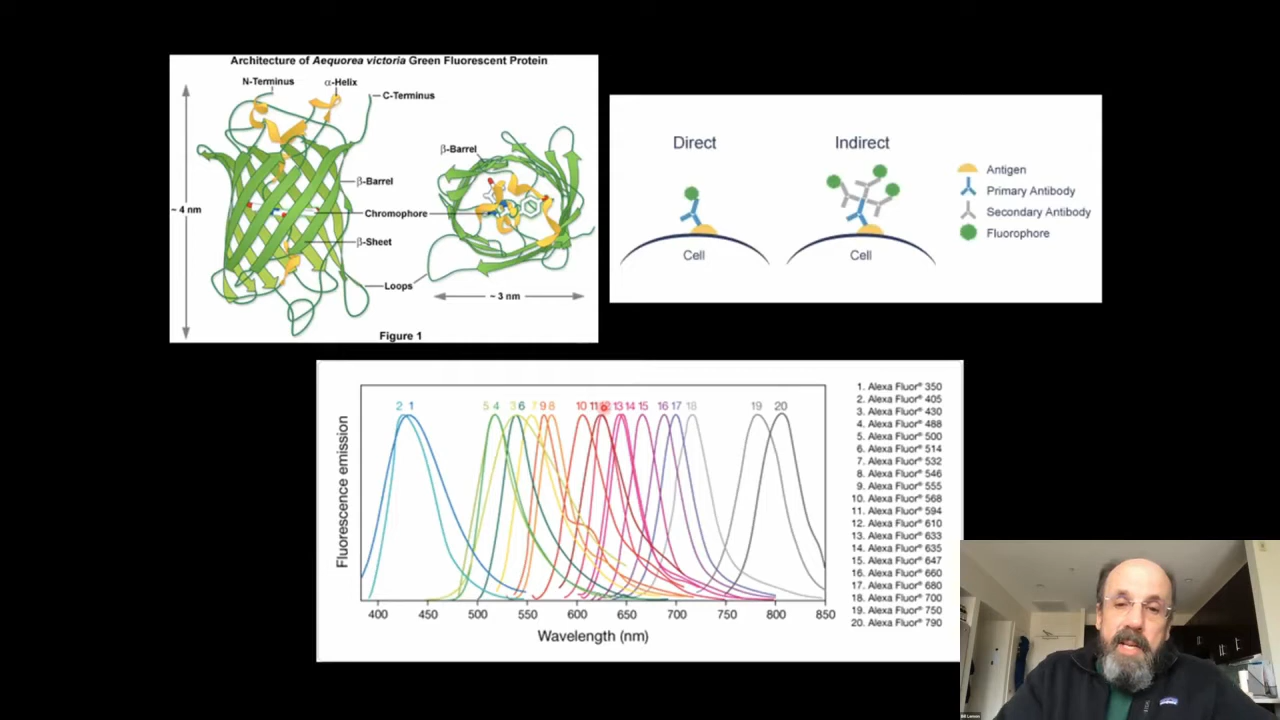 Architecture of Aequorea victoria Green Fluorescent Protein
N-Terminus
α-Helix
C-Terminus
β-Barrel
β-Barrel
~ 4 nm
Chromophore
β-Sheet
Loops
~ 3 nm
Figure 1
Direct
Indirect
Antigen
Primary Antibody
Secondary Antibody
Fluorophore
Cell
Cell
Fluorescence emission
2 1 5 4 3 6 7 9 8 10 11 13 14 15 16 17 18 19 20
400 450 500 550 600 650 700 750 800 850
Wavelength (nm)
1. Alexa Fluor® 350
2. Alexa Fluor® 405
3. Alexa Fluor® 430
4. Alexa Fluor® 488
5. Alexa Fluor® 500
6. Alexa Fluor® 514
7. Alexa Fluor® 532
8. Alexa Fluor® 546
9. Alexa Fluor® 555
10. Alexa Fluor® 568
11. Alexa Fluor® 594
12. Alexa Fluor® 610
13. Alexa Fluor® 633
14. Alexa Fluor® 635
15. Alexa Fluor® 647
16. Alexa Fluor® 660
17. Alexa Fluor® 680
18. Alexa Fluor® 700
19. Alexa Fluor® 750
20. Alexa Fluor® 790